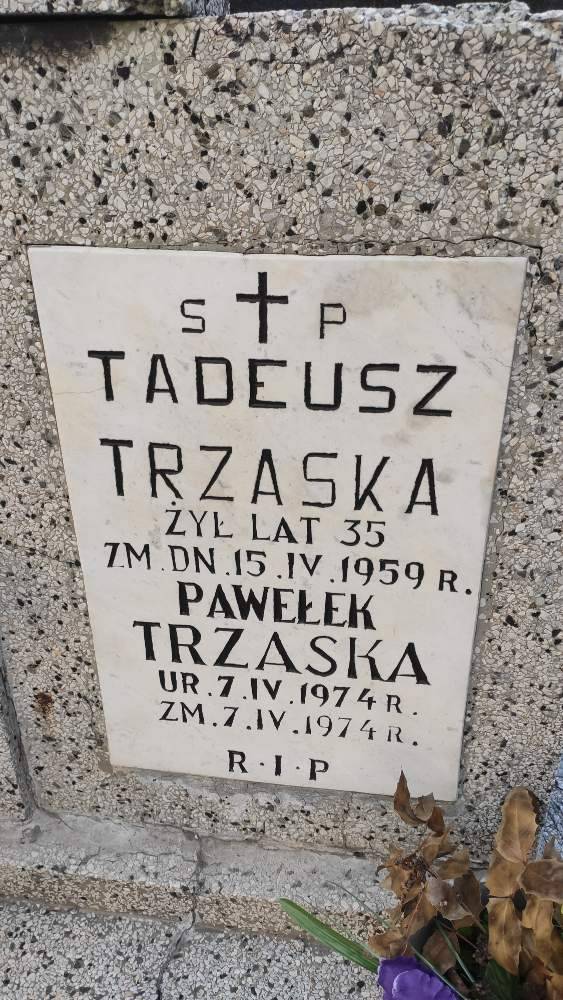 S P
TADEUSZ
TRZASKA
ŻYŁ LAT 35
ZM.DN.15.IV.1959 R.
PAWEŁEK
TRZASKA
UR.7.IV.1974 R.
ZM.7.IV.1974 R.
R·I·P